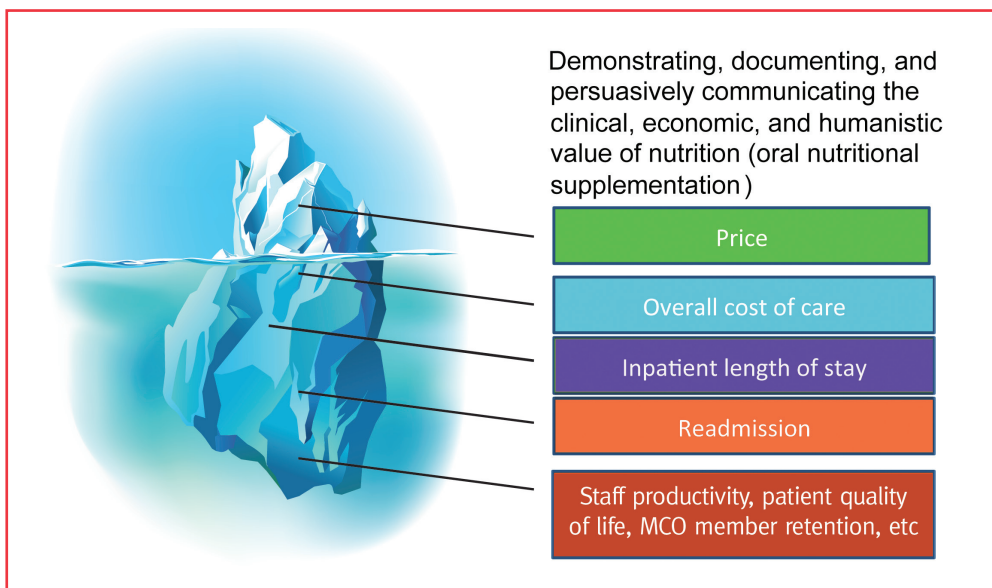 Demonstrating, documenting, and
persuasively communicating the
clinical, economic, and humanistic
value of nutrition (oral nutritional
supplementation)
Price
Overall cost of care
Inpatient length of stay
Readmission
Staff productivity, patient quality
of life, MCO member retention, etc